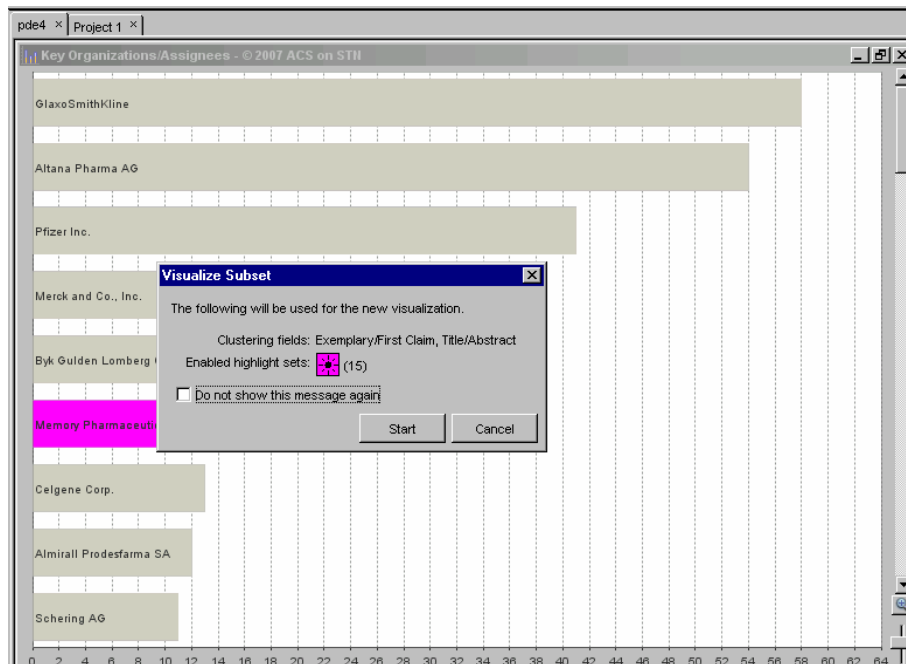 pde4 × Project 1 ×
Key Organizations/Assignees - © 2007 ACS on STN
GlaxoSmithKline
Altana Pharma AG
Pfizer Inc.
Merck and Co., Inc.
Byk Gulden Lomberg
Memory Pharmaceuti
Celgene Corp.
Almirall Prodesfarma SA
Schering AG
Visualize Subset
The following will be used for the new visualization.
Clustering fields: Exemplary/First Claim, Title/Abstract
Enabled highlight sets: (15)
Do not show this message again
Start Cancel
0 2 4 6 8 10 12 14 16 18 20 22 24 26 28 30 32 34 36 38 40 42 44 46 48 50 52 54 56 58 60 62 64